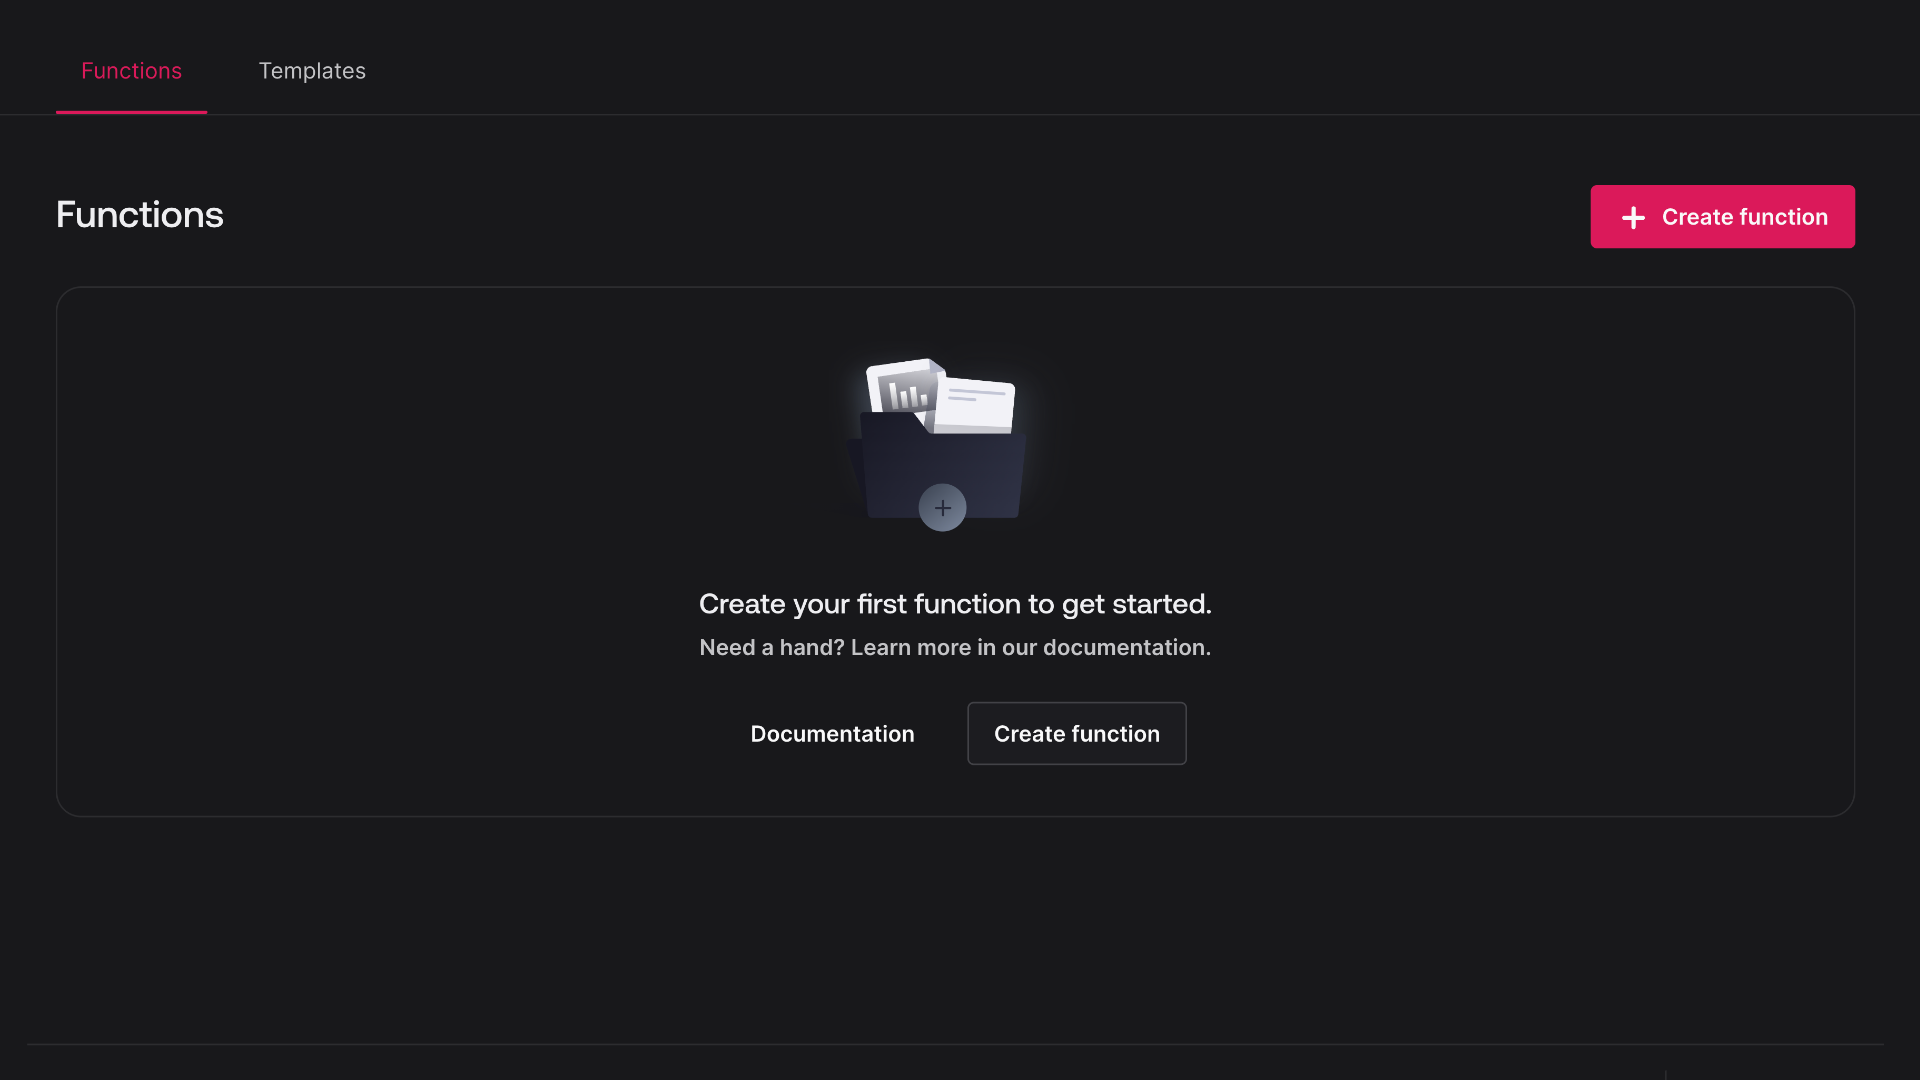 Functions
Templates
Functions
Create function
Create your first function to get started.
Need a hand? Learn more in our documentation.
Documentation
Create function